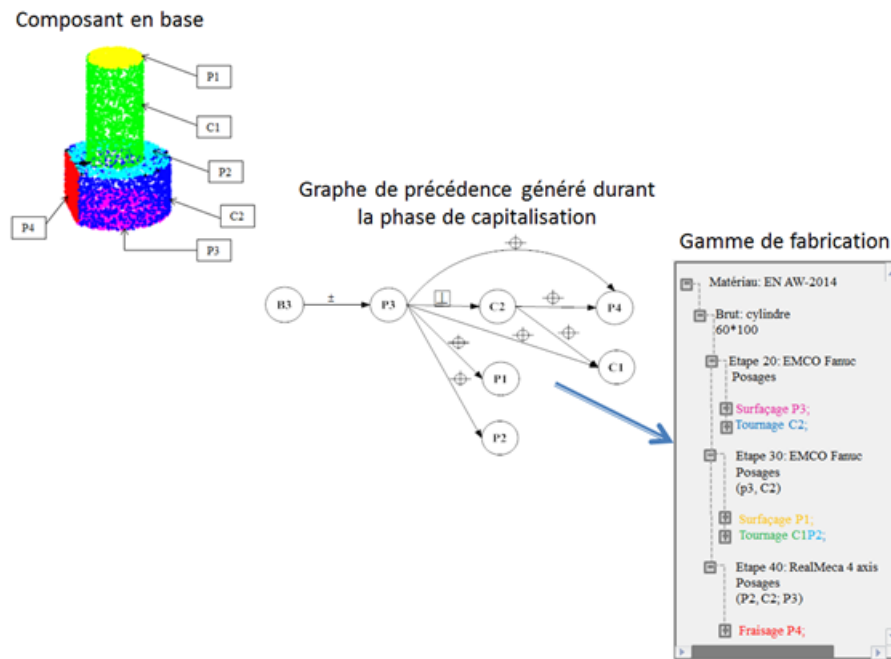 Composant en base
P1
C1
P2
C2
P4
P3
Graphe de précédence généré durant
la phase de capitalisation
B3
±
P3
C2
P4
C1
P1
P2
Gamme de fabrication
Matériau: EN AW-2014
Brut: cylindre
60*100
Etape 20: EMCO Fanuc
Posages
Surfaçage P3;
Tournage C2;
Etape 30: EMCO Fanuc
Posages
(p3, C2)
Surfaçage P1;
Tournage C1P2;
Etape 40: RealMeca 4 axis
Posages
(P2, C2; P3)
Fraisage P4;